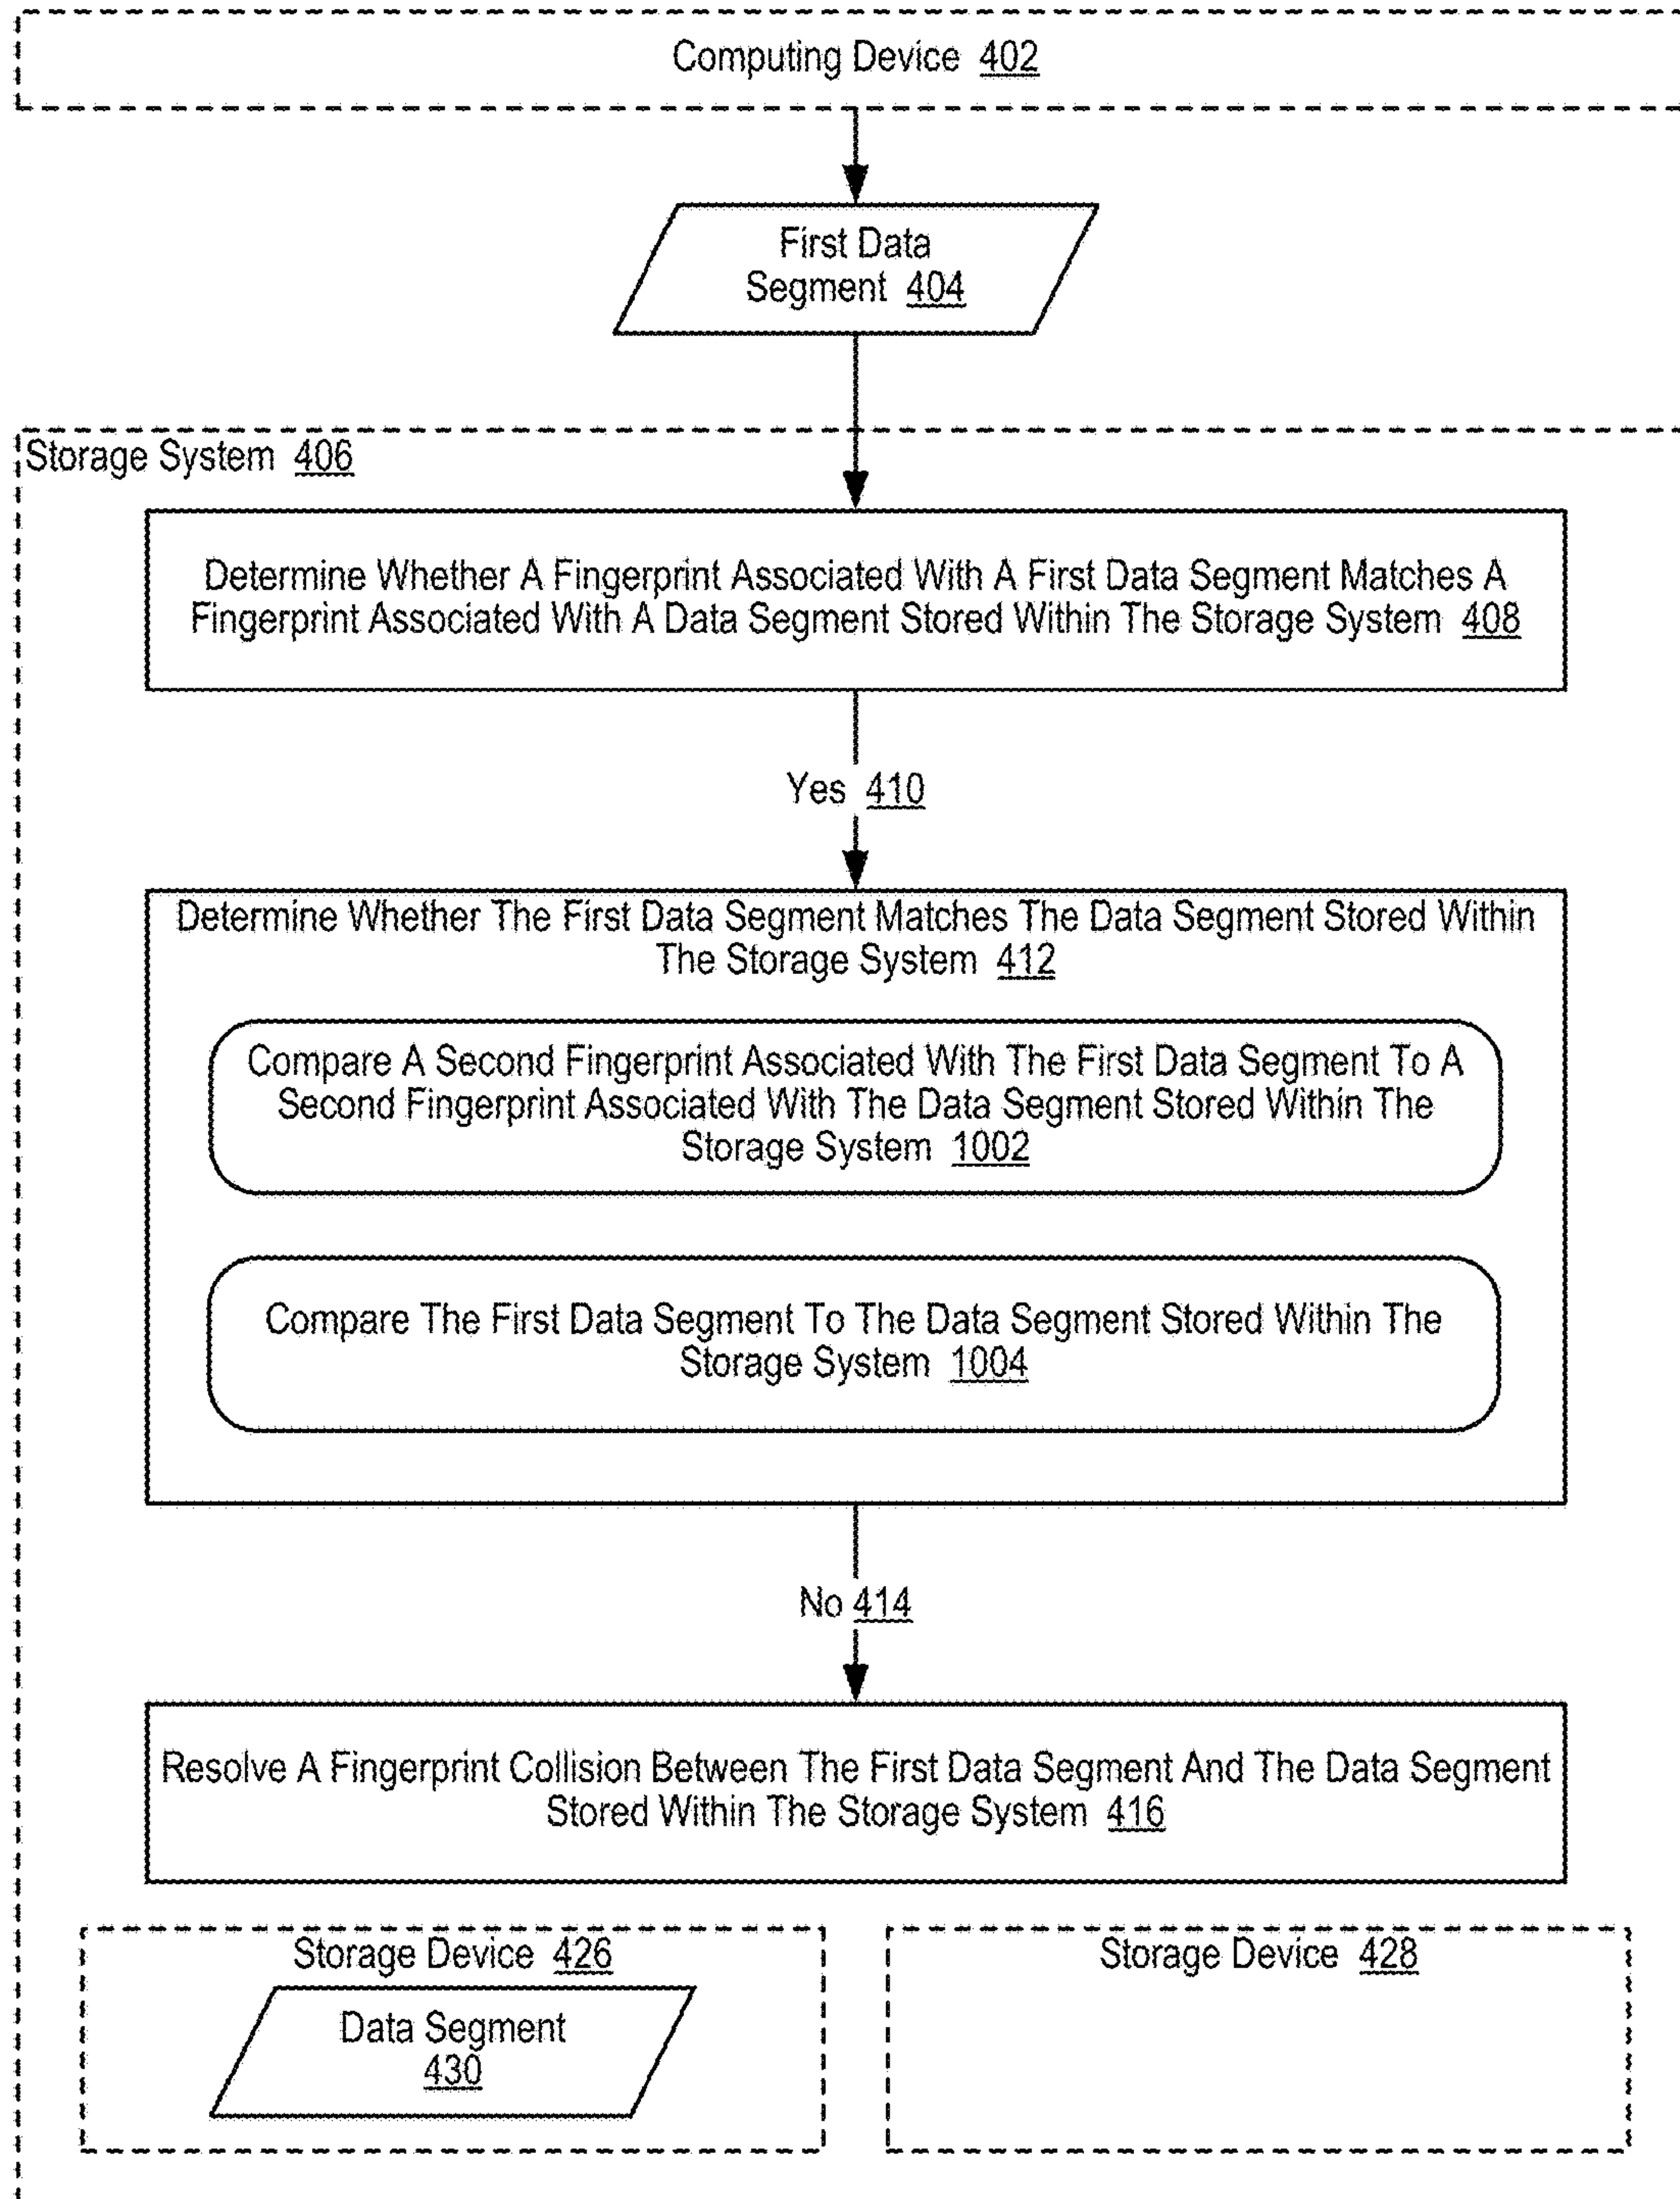 Computing Device 402
First Data
Segment 404
Storage System 406
Determine Whether A Fingerprint Associated With A First Data Segment Matches A
Fingerprint Associated With A Data Segment Stored Within The Storage System 408
Yes 410
Determine Whether The First Data Segment Matches The Data Segment Stored Within
The Storage System 412
Compare A Second Fingerprint Associated With The First Data Segment To A
Second Fingerprint Associated With The Data Segment Stored Within The
Storage System 1002
Compare The First Data Segment To The Data Segment Stored Within The
Storage System 1004
No 414
Resolve A Fingerprint Collision Between The First Data Segment And The Data Segment
Stored Within The Storage System 416
Storage Device 426
Data Segment
430
Storage Device 428